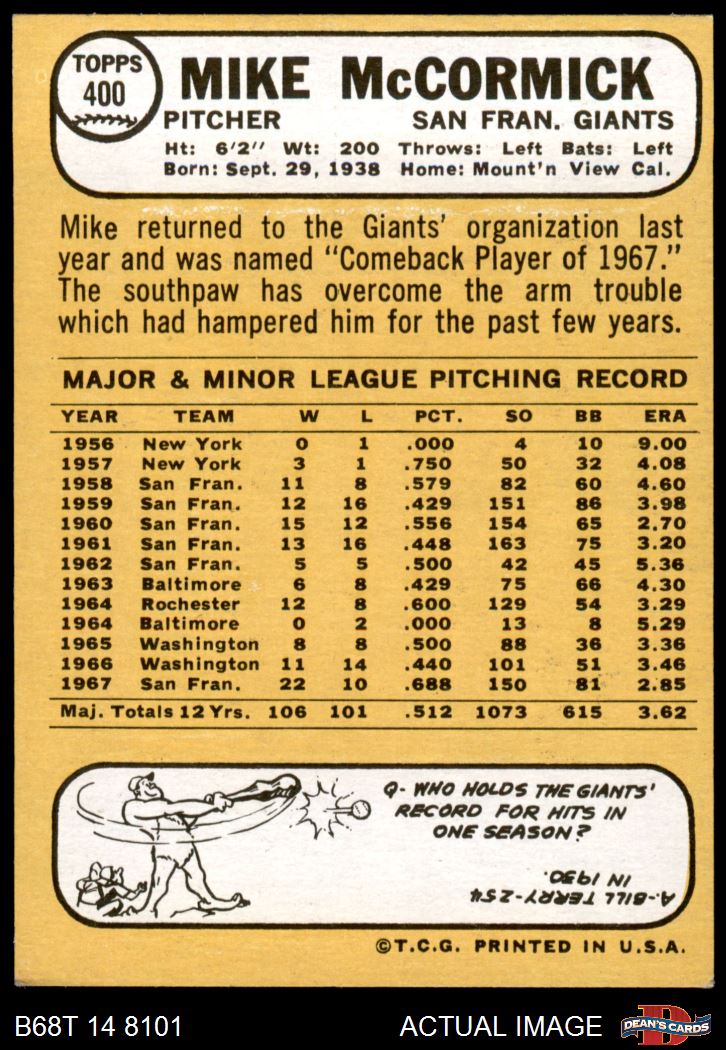 TOPPS
400
MIKE McCORMICK
PITCHER SAN FRAN. GIANTS
Ht: 6'2" Wt: 200 Throws: Left Bats: Left
Born: Sept. 29, 1938 Home: Mount'n View Cal.
Mike returned to the Giants' organization last
year and was named "Comeback Player of 1967."
The southpaw has overcome the arm trouble
which had hampered him for the past few years.
MAJOR & MINOR LEAGUE PITCHING RECORD
YEAR TEAM W L PCT. SO BB ERA
1956 New York 0 1 .000 4 10 9.00
1957 New York 3 1 .750 50 32 4.08
1958 San Fran. 11 8 .579 82 60 4.60
1959 San Fran. 12 16 .429 151 86 3.98
1960 San Fran. 15 12 .556 154 65 2.70
1961 San Fran. 13 16 .448 163 75 3.20
1962 San Fran. 5 5 .500 42 45 5.36
1963 Baltimore 6 8 .429 75 66 4.30
1964 Rochester 12 8 .600 129 54 3.29
1964 Baltimore 0 2 .000 13 8 5.29
1965 Washington 8 8 .500 88 36 3.36
1966 Washington 11 14 .440 101 51 3.46
1967 San Fran. 22 10 .688 150 81 2.85
Maj. Totals 12 Yrs. 106 101 .512 1073 615 3.62
Q- WHO HOLDS THE GIANTS'
RECORD FOR HITS IN
ONE SEASON?
A-BILL TERRY-254
IN 1930.
©T.C.G. PRINTED IN U.S.A.
B68T 14 8101 ACTUAL IMAGE DEAN'S CARDS